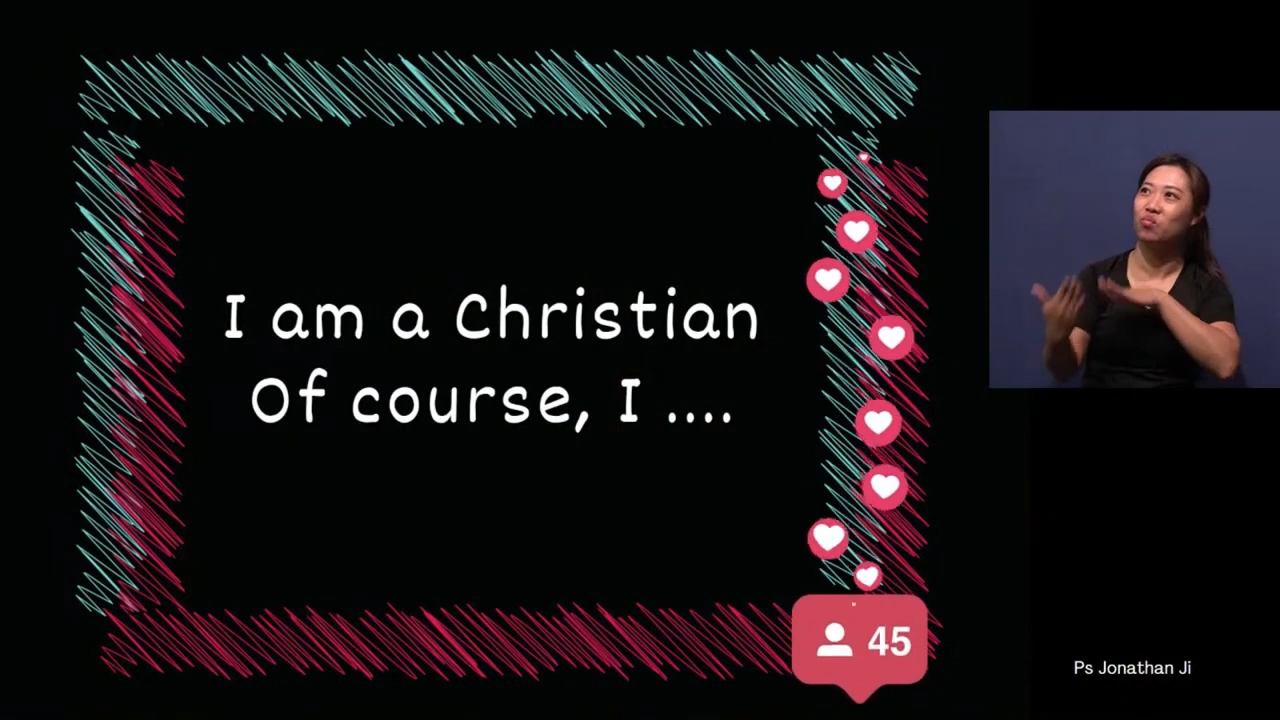 I am a Christian
Of course, I ....
45
Ps Jonathan Ji